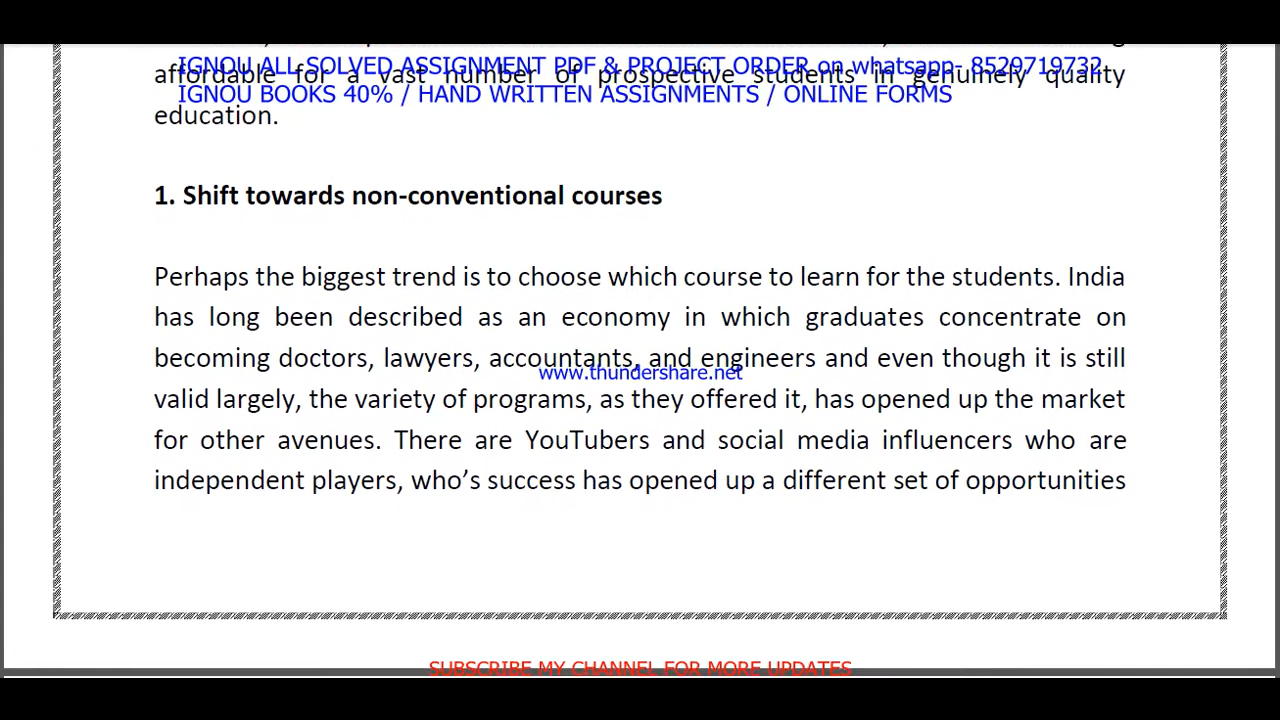 IGNOU ALL SOLVED ASSIGNMENT PDF & PROJECT ORDER on whatsapp- 8529719732
affordable for a vast number of prospective students in genuinely quality
IGNOU BOOKS 40% / HAND WRITTEN ASSIGNMENTS / ONLINE FORMS
education.
1. Shift towards non-conventional courses
Perhaps the biggest trend is to choose which course to learn for the students. India
has long been described as an economy in which graduates concentrate on
becoming doctors, lawyers, accountants, and engineers and even though it is still
www.thundershare.net
valid largely, the variety of programs, as they offered it, has opened up the market
for other avenues. There are YouTubers and social media influencers who are
independent players, who’s success has opened up a different set of opportunities
SUBSCRIBE MY CHANNEL FOR MORE UPDATES